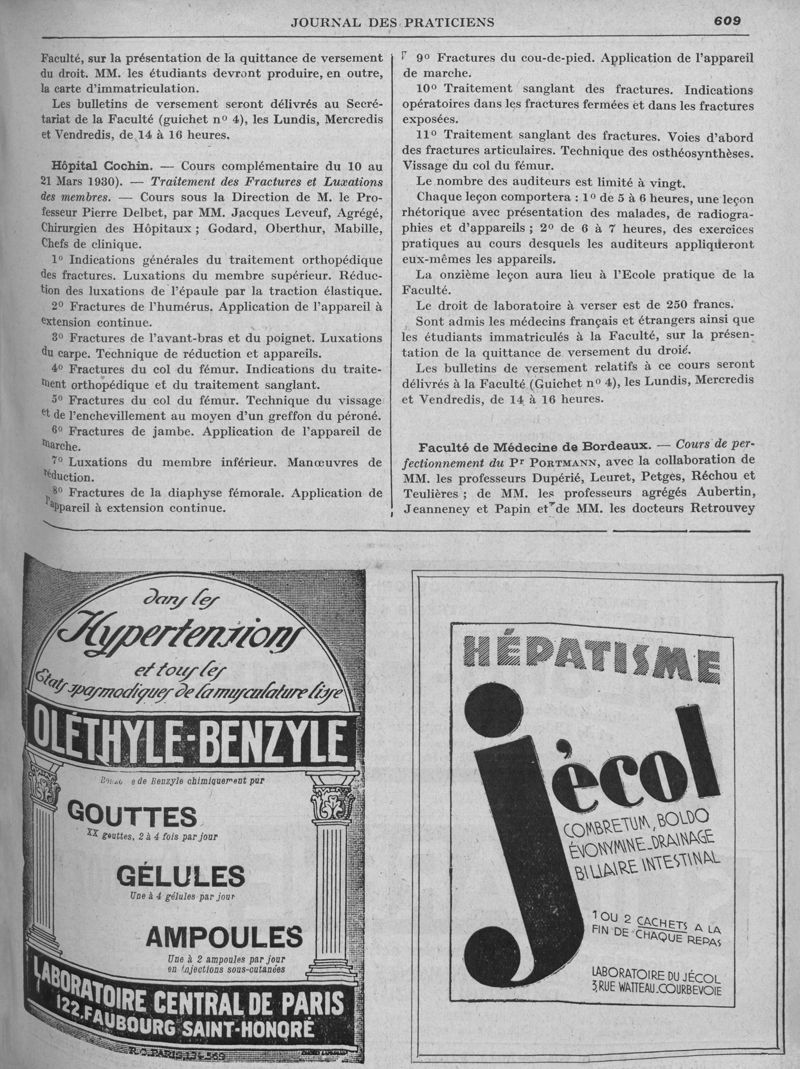 JOURNAL DES PRATICIENS 609
Faculté, sur la présentation de la quittance de versement
du droit. MM. les étudiants devront produire, en outre,
la carte d'immatriculation.
Les bulletins de versement seront délivrés au Secré-
tariat de la Faculté (guichet nº 4), les Lundis, Mercredis
et Vendredis, de 14 à 16 heures.
Hôpital Cochin. — Cours complémentaire du 10 au
21 Mars 1930). — Traitement des Fractures et Luxations
des membres. — Cours sous la Direction de M. le Pro-
fesseur Pierre Delbet, par MM. Jacques Leveuf, Agrégé,
Chirurgien des Hôpitaux ; Godard, Oberthur, Mabille,
Chefs de clinique.
1º Indications générales du traitement orthopédique
des fractures. Luxations du membre supérieur. Réduc-
tion des luxations de l'épaule par la traction élastique.
2º Fractures de l'humérus. Application de l'appareil à
extension continue.
3º Fractures de l'avant-bras et du poignet. Luxations
du carpe. Technique de réduction et appareils.
4º Fractures du col du fémur. Indications du traite-
ment orthopédique et du traitement sanglant.
5º Fractures du col du fémur. Technique du vissage
et de l'enchevillement au moyen d'un greffon du péroné.
6º Fractures de jambe. Application de l'appareil de
marche.
7º Luxations du membre inférieur. Manœuvres de
réduction.
8º Fractures de la diaphyse fémorale. Application de
l'appareil à extension continue.
9º Fractures du cou-de-pied. Application de l'appareil
de marche.
10º Traitement sanglant des fractures. Indications
opératoires dans les fractures fermées et dans les fractures
exposées.
11º Traitement sanglant des fractures. Voies d'abord
des fractures articulaires. Technique des osthéosynthèses.
Vissage du col du fémur.
Le nombre des auditeurs est limité à vingt.
Chaque leçon comportera : 1º de 5 à 6 heures, une leçon
rhétorique avec présentation des malades, de radiogra-
phies et d'appareils ; 2º de 6 à 7 heures, des exercices
pratiques au cours desquels les auditeurs appliqueront
eux-mêmes les appareils.
La onzième leçon aura lieu à l'Ecole pratique de la
Faculté.
Le droit de laboratoire à verser est de 250 francs.
Sont admis les médecins français et étrangers ainsi que
les étudiants immatriculés à la Faculté, sur la présen-
tation de la quittance de versement du droié.
Les bulletins de versement relatifs à ce cours seront
délivrés à la Faculté (Guichet nº 4), les Lundis, Mercredis
et Vendredis, de 14 à 16 heures.
Faculté de Médecine de Bordeaux. — Cours de per-
fectionnement du Pr PORTMANN, avec la collaboration de
MM. les professeurs Dupérié, Leuret, Petges, Réchou et
Teulières ; de MM. les professeurs agrégés Aubertin,
Jeanneney et Papin et de MM. les docteurs Retrouvey
dans les
Hypertensions
et tous les
États spasmodiques de la musculature lisse
OLÉTHYLE-BENZYLE
de Benzyle chimiquement pur
GOUTTES
XX gouttes, 2 à 4 fois par jour
GÉLULES
Une à 4 gélules par jour
AMPOULES
Une à 2 ampoules par jour
en injections sous-cutanées
LABORATOIRE CENTRAL DE PARIS
122, FAUBOURG SAINT-HONORÉ
R.C. PARIS, 134.569
HÉPATISME
jècol
COMBRETUM, BOLDO
ÉVONYMINE_DRAINAGE
BILIAIRE INTESTINAL
1 OU 2 CACHETS A LA
FIN DE CHAQUE REPAS
LABORATOIRE DU JÉCOL
3, RUE WATTEAU_COURBEVOIE